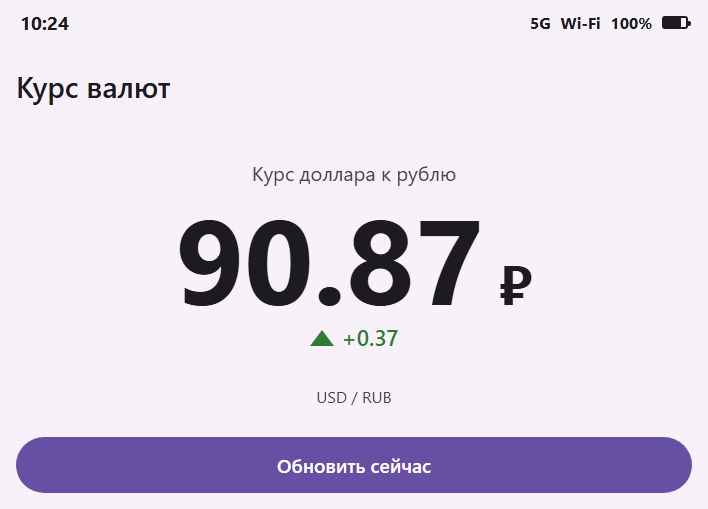 10:24 5G Wi-Fi 100%
Курс валют
Курс доллара к рублю
90.87 ₽
▲ +0.37
USD / RUB
Обновить сейчас